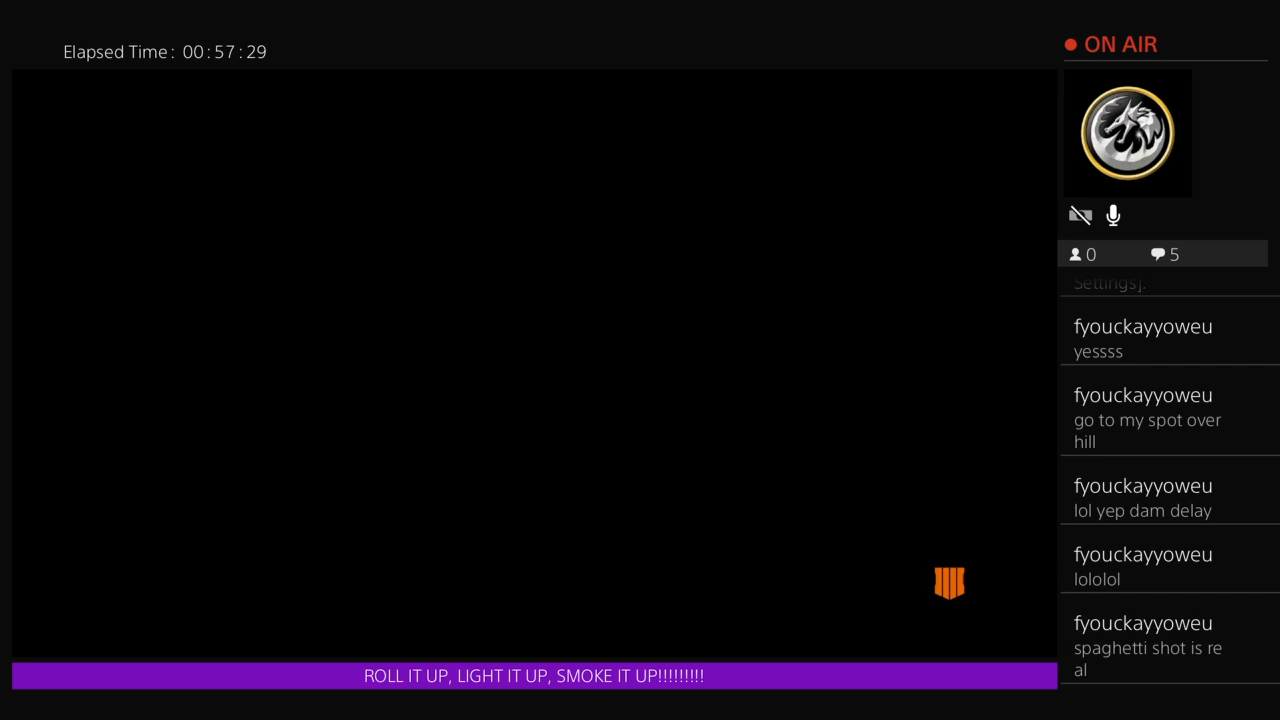 Elapsed Time: 00:57:29
ON AIR
0
5
Settings].
fyouckayyoweu
yessss
fyouckayyoweu
go to my spot over
hill
fyouckayyoweu
lol yep dam delay
fyouckayyoweu
lololol
fyouckayyoweu
spaghetti shot is re
al
ROLL IT UP, LIGHT IT UP, SMOKE IT UP!!!!!!!!!